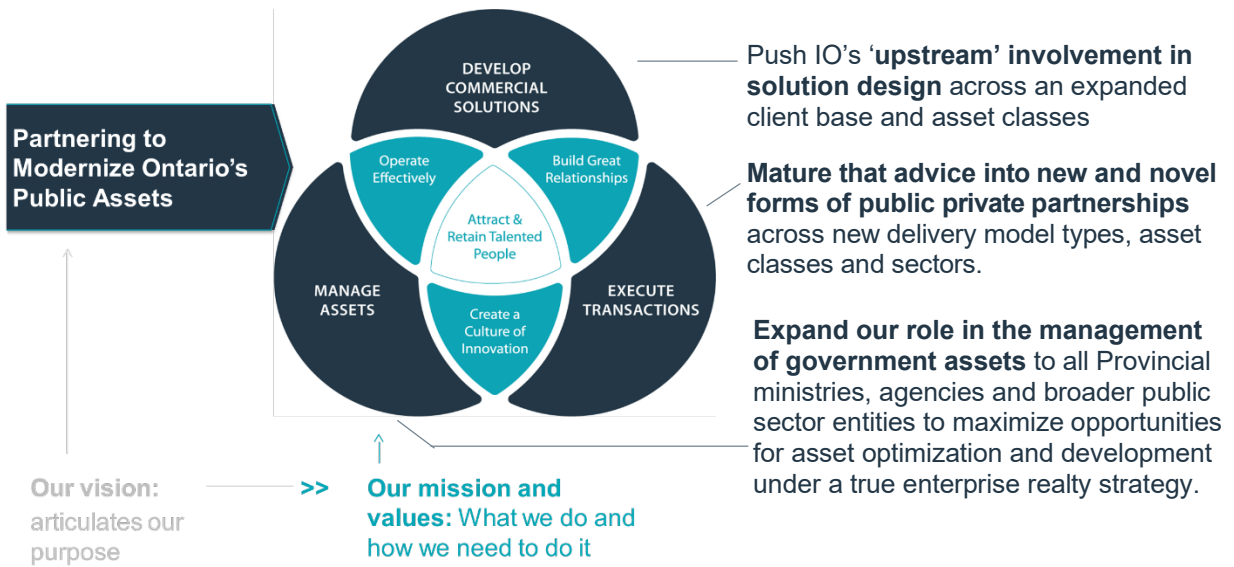 Partnering to
Modernize Ontario’s
Public Assets
DEVELOP
COMMERCIAL
SOLUTIONS
Operate
Effectively
Build Great
Relationships
Attract &
Retain Talented
People
MANAGE
ASSETS
EXECUTE
TRANSACTIONS
Create a
Culture of
Innovation
Push IO’s ‘upstream’ involvement in
solution design across an expanded
client base and asset classes
Mature that advice into new and novel
forms of public private partnerships
across new delivery model types, asset
classes and sectors.
Expand our role in the management
of government assets to all Provincial
ministries, agencies and broader public
sector entities to maximize opportunities
for asset optimization and development
under a true enterprise realty strategy.
Our vision:
articulates our
purpose
>>
Our mission and
values: What we do and
how we need to do it